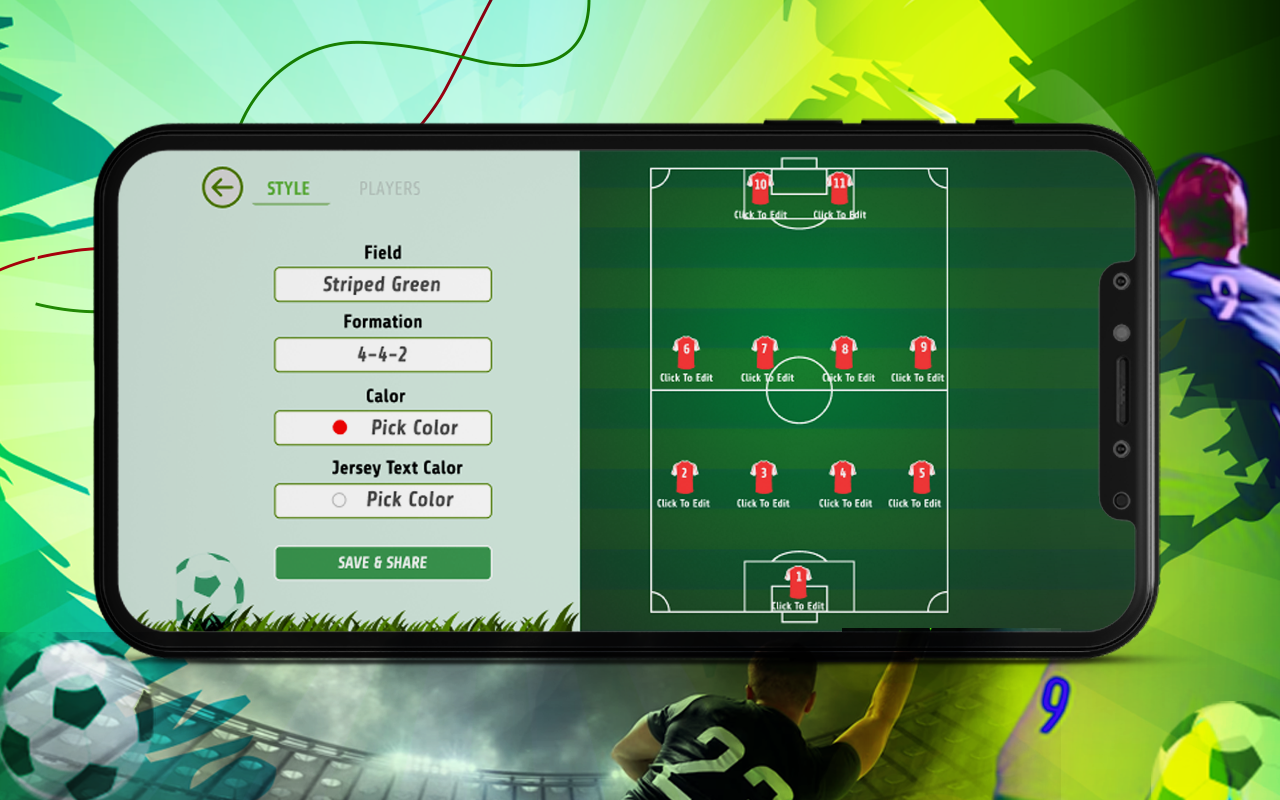 STYLE PLAYERS
Field
Striped Green
Formation
4-4-2
Calor
Pick Color
Jersey Text Calor
Pick Color
SAVE & SHARE
10 11
Click To Edit Click To Edit
6 7 8 9
Click To Edit Click To Edit Click To Edit Click To Edit
2 3 4 5
Click To Edit Click To Edit Click To Edit Click To Edit
1
Click To Edit
9
9
23